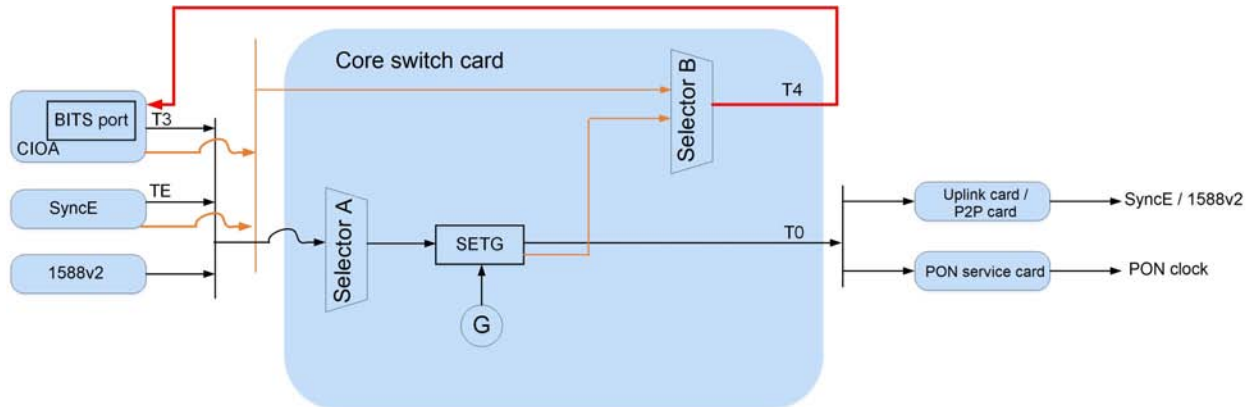 Core switch card
Selector B
T4
BITS port
T3
CIOA
TE
SyncE
Selector A
SETG
T0
Uplink card /
P2P card
SyncE / 1588v2
1588v2
PON service card
PON clock
G